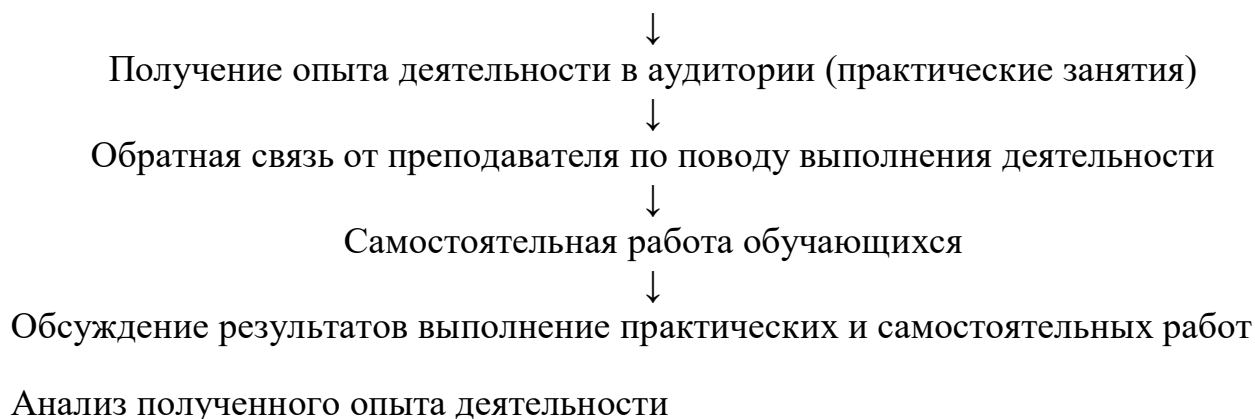 ↓
Получение опыта деятельности в аудитории (практические занятия)
↓
Обратная связь от преподавателя по поводу выполнения деятельности
↓
Самостоятельная работа обучающихся
↓
Обсуждение результатов выполнение практических и самостоятельных работ
Анализ полученного опыта деятельности